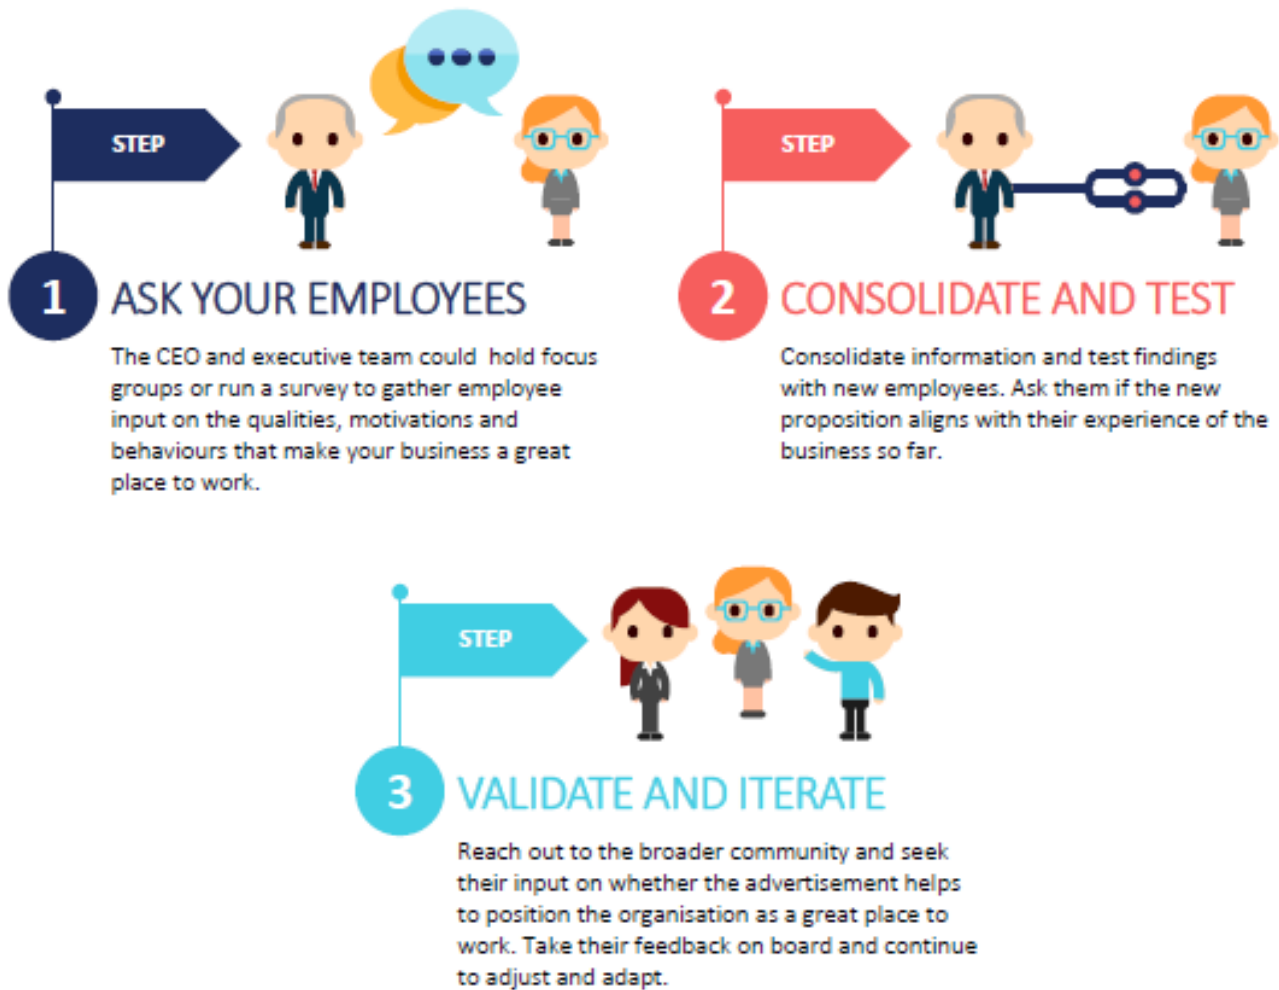 STEP
1
ASK YOUR EMPLOYEES
The CEO and executive team could hold focus
groups or run a survey to gather employee
input on the qualities, motivations and
behaviours that make your business a great
place to work.
STEP
2
CONSOLIDATE AND TEST
Consolidate information and test findings
with new employees. Ask them if the new
proposition aligns with their experience of the
business so far.
STEP
3
VALIDATE AND ITERATE
Reach out to the broader community and seek
their input on whether the advertisement helps
to position the organisation as a great place to
work. Take their feedback on board and continue
to adjust and adapt.